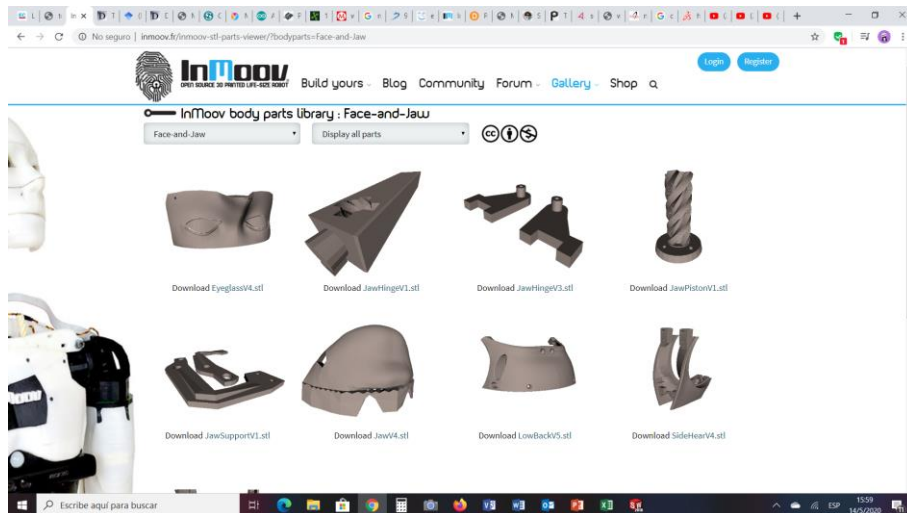 No seguro | inmoov.fr/inmoov-stl-parts-viewer/?bodyparts=Face-and-Jaw
InMoov
OPEN SOURCE 3D PRINTED LIFE-SIZE ROBOT
Build yours Blog Community Forum Gallery Shop
Login Register
InMoov body parts library : Face-and-Jaw
Face-and-Jaw Display all parts
Download EyeglassV4.stl Download JawHingeV1.stl Download JawHingeV3.stl Download JawPistonV1.stl
Download JawSupportV1.stl Download JawV4.stl Download LowBackV5.stl Download SideHearV4.stl
Escribe aquí para buscar
ESP
15:59
14/5/2020